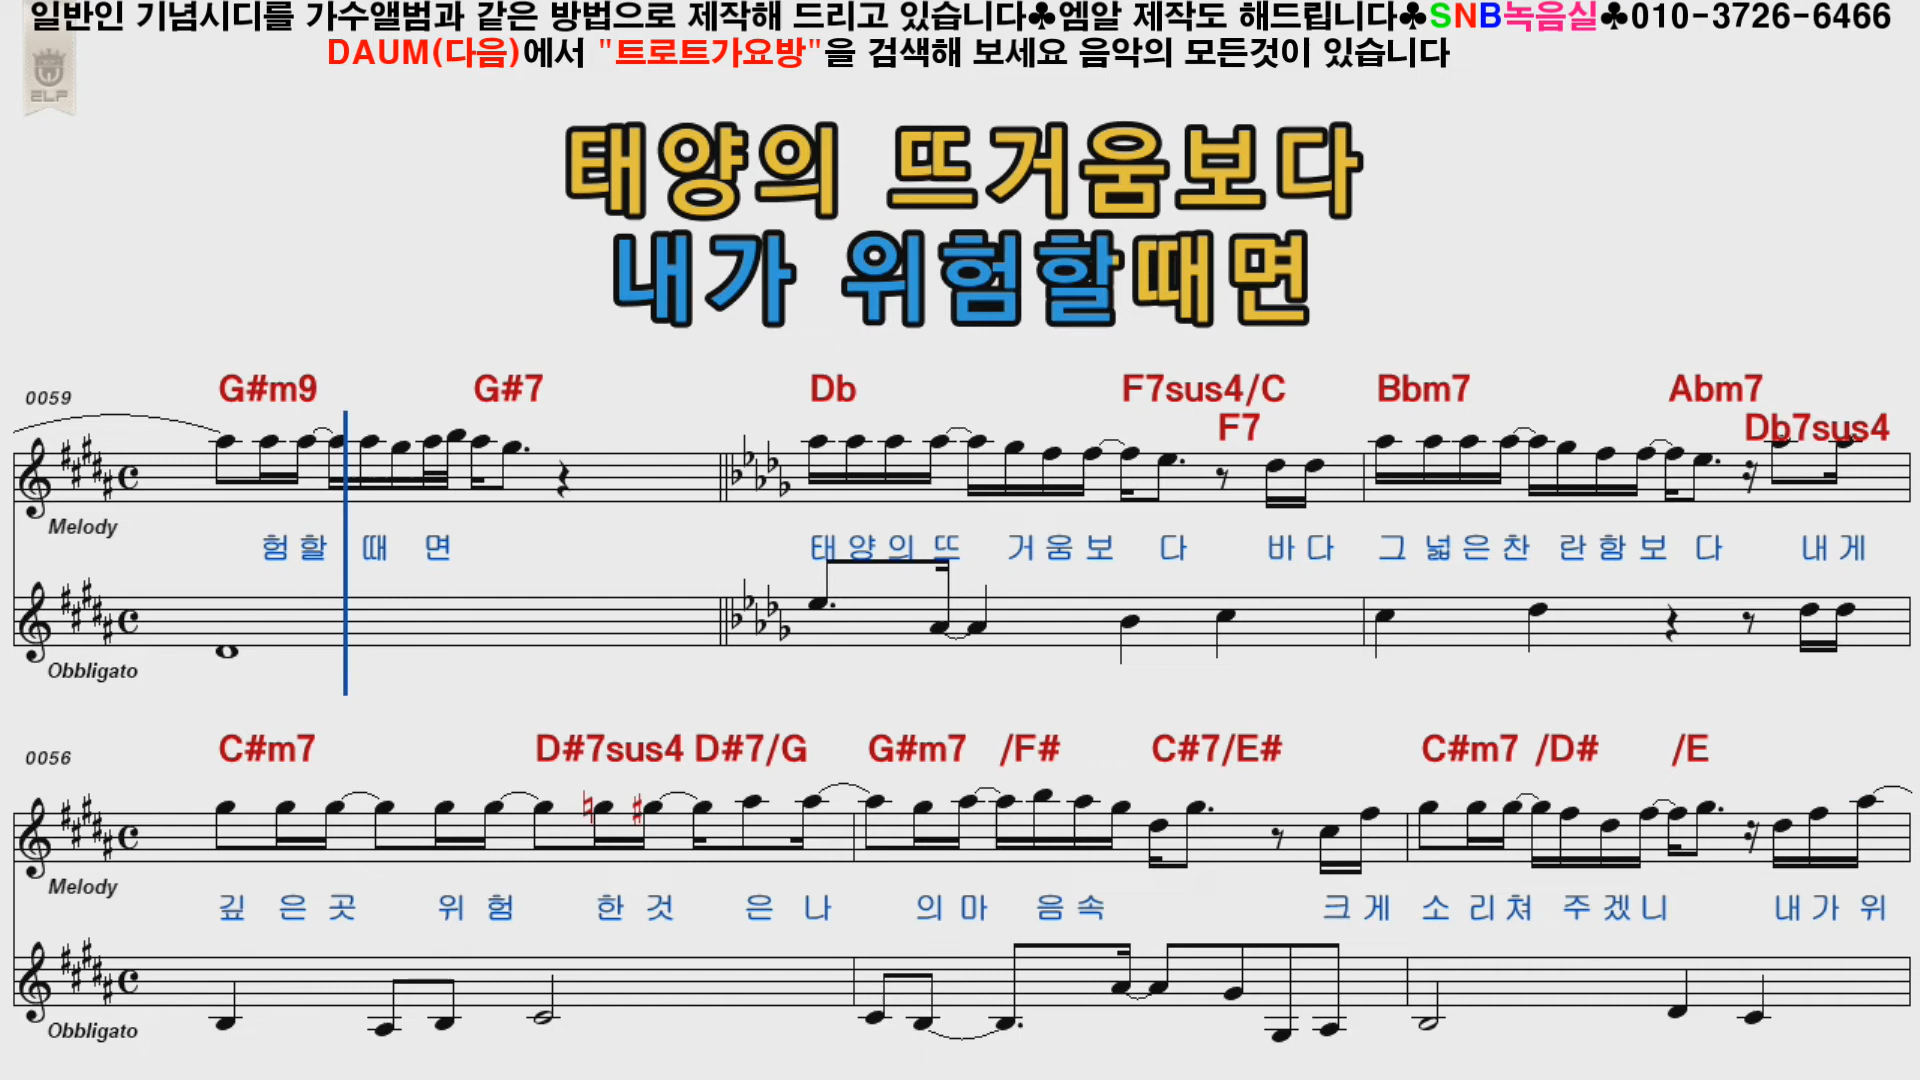 일반인 기념시디를 가수앨범과 같은 방법으로 제작해 드리고 있습니다♣엠알 제작도 해드립니다♣SNB녹음실♣010-3726-6466
DAUM(다음)에서 "트로트가요방"을 검색해 보세요 음악의 모든것이 있습니다
ELF
태양의 뜨거움보다
내가 위험할때면
0059 G#m9 G#7 Db F7sus4/C Bbm7 Abm7
F7 Db7sus4
Melody
험할 때 면 태양의뜨 거움보 다 바다 그넓은찬 란함보 다 내게
Obbligato
0056 C#m7 D#7sus4 D#7/G G#m7 /F# C#7/E# C#m7 /D# /E
Melody
깊 은 곳 위 험 한 것 은 나 의 마 음 속 크게 소 리쳐 주겠니 내가 위
Obbligato